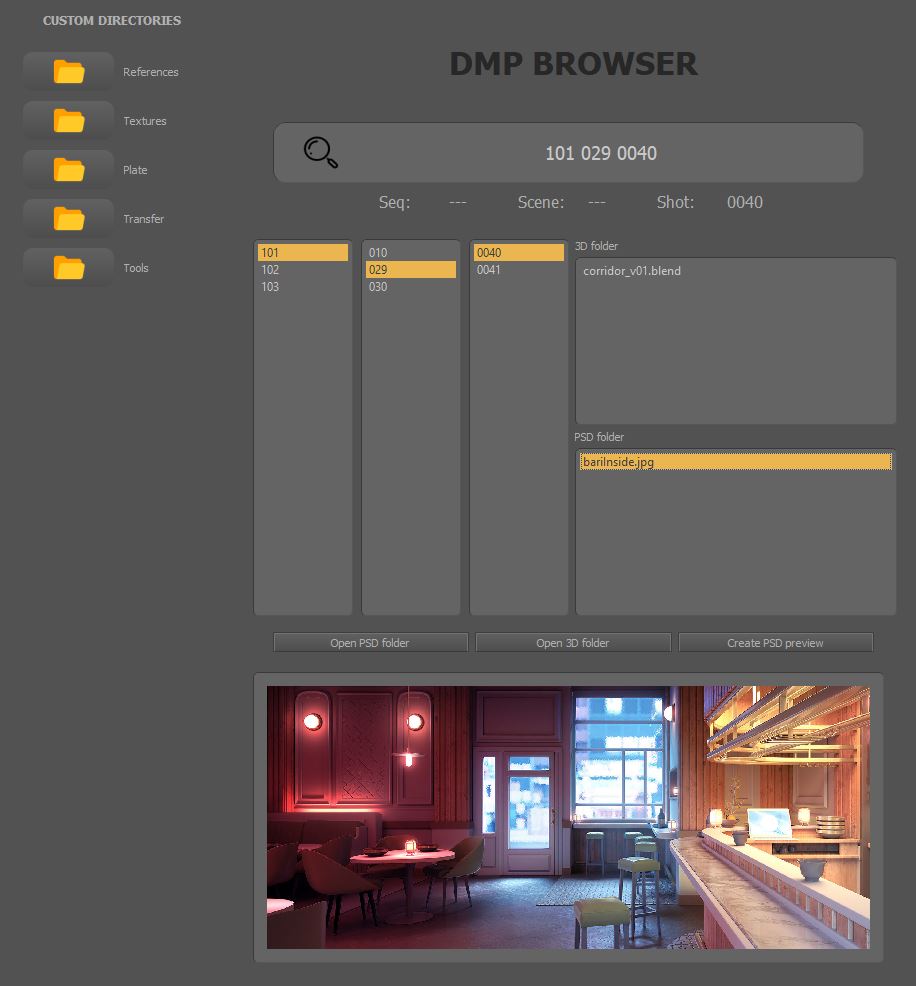 CUSTOM DIRECTORIES
References
Textures
Plate
Transfer
Tools
DMP BROWSER
101 029 0040
Seq: --- Scene: --- Shot: 0040
101
102
103
010
029
030
0040
0041
3D folder
corridor_v01.blend
PSD folder
bariInside.jpg
Open PSD folder
Open 3D folder
Create PSD preview